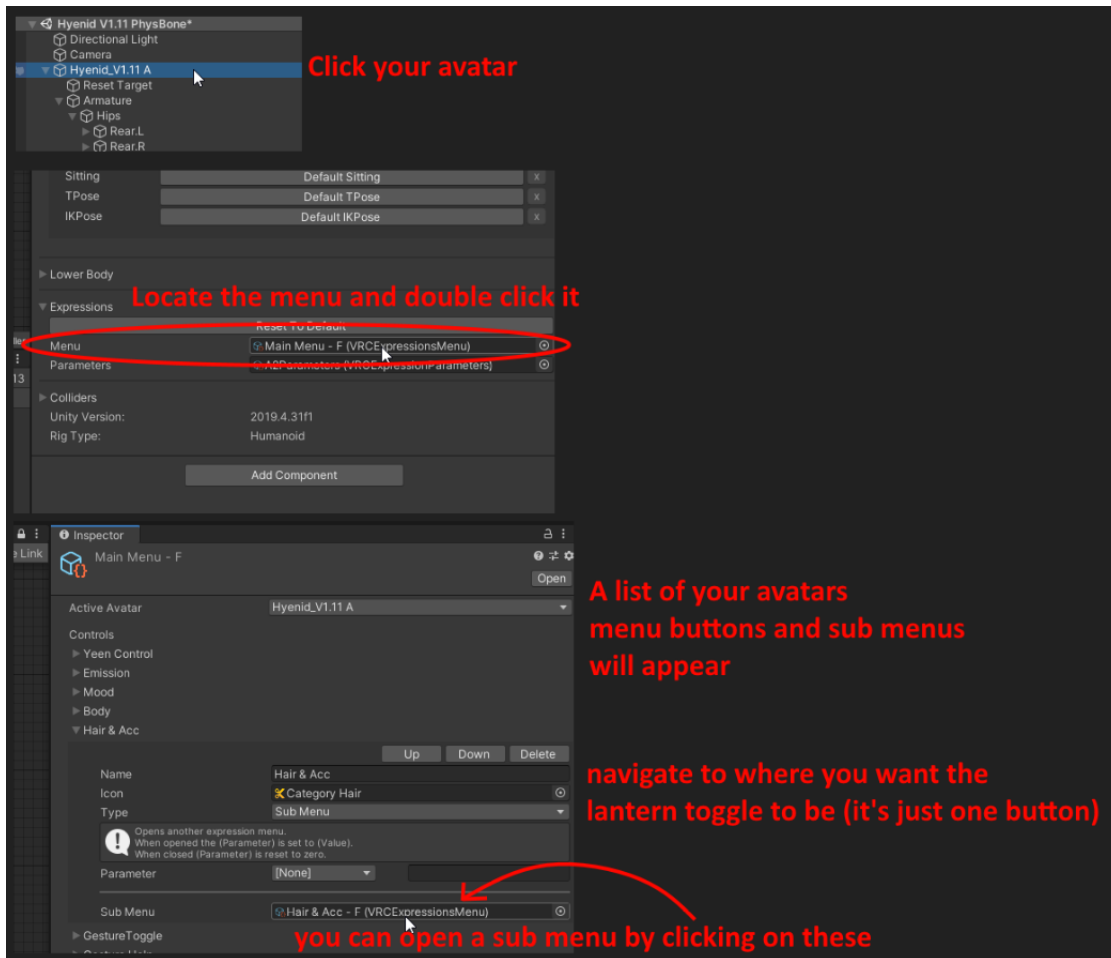 Hyenid V1.11 PhysBone*
Directional Light
Camera
Hyenid_V1.11 A
Click your avatar
Reset Target
Armature
Hips
Rear.L
Rear.R
Sitting Default Sitting x
TPose Default TPose x
IKPose Default IKPose x
Lower Body
Locate the menu and double click it
Expressions
Reset To Default
Menu Main Menu - F (VRCExpressionsMenu)
Parameters A2Parameters (VRCExpressionParameters)
13
Colliders
Unity Version: 2019.4.31f1
Rig Type: Humanoid
Add Component
Inspector
e Link
Main Menu - F
Open
A list of your avatars
menu buttons and sub menus
will appear
Active Avatar Hyenid_V1.11 A
Controls
Yeen Control
Emission
Mood
Body
Hair & Acc
Up Down Delete
Name Hair & Acc
Icon Category Hair
Type Sub Menu
navigate to where you want the
lantern toggle to be (it's just one button)
Opens another expression menu.
When opened the (Parameter) is set to (Value).
When closed (Parameter) is reset to zero.
Parameter [None]
Sub Menu Hair & Acc - F (VRCExpressionsMenu)
GestureToggle
you can open a sub menu by clicking on these